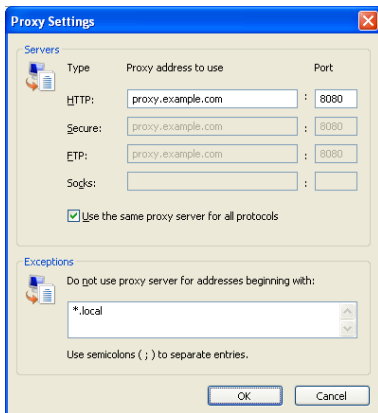 Proxy Settings
Servers
Type Proxy address to use Port
HTTP: proxy.example.com : 8080
Secure: proxy.example.com : 8080
FTP: proxy.example.com : 8080
Socks: :
Use the same proxy server for all protocols
Exceptions
Do not use proxy server for addresses beginning with:
*.local
Use semicolons ( ; ) to separate entries.
OK Cancel